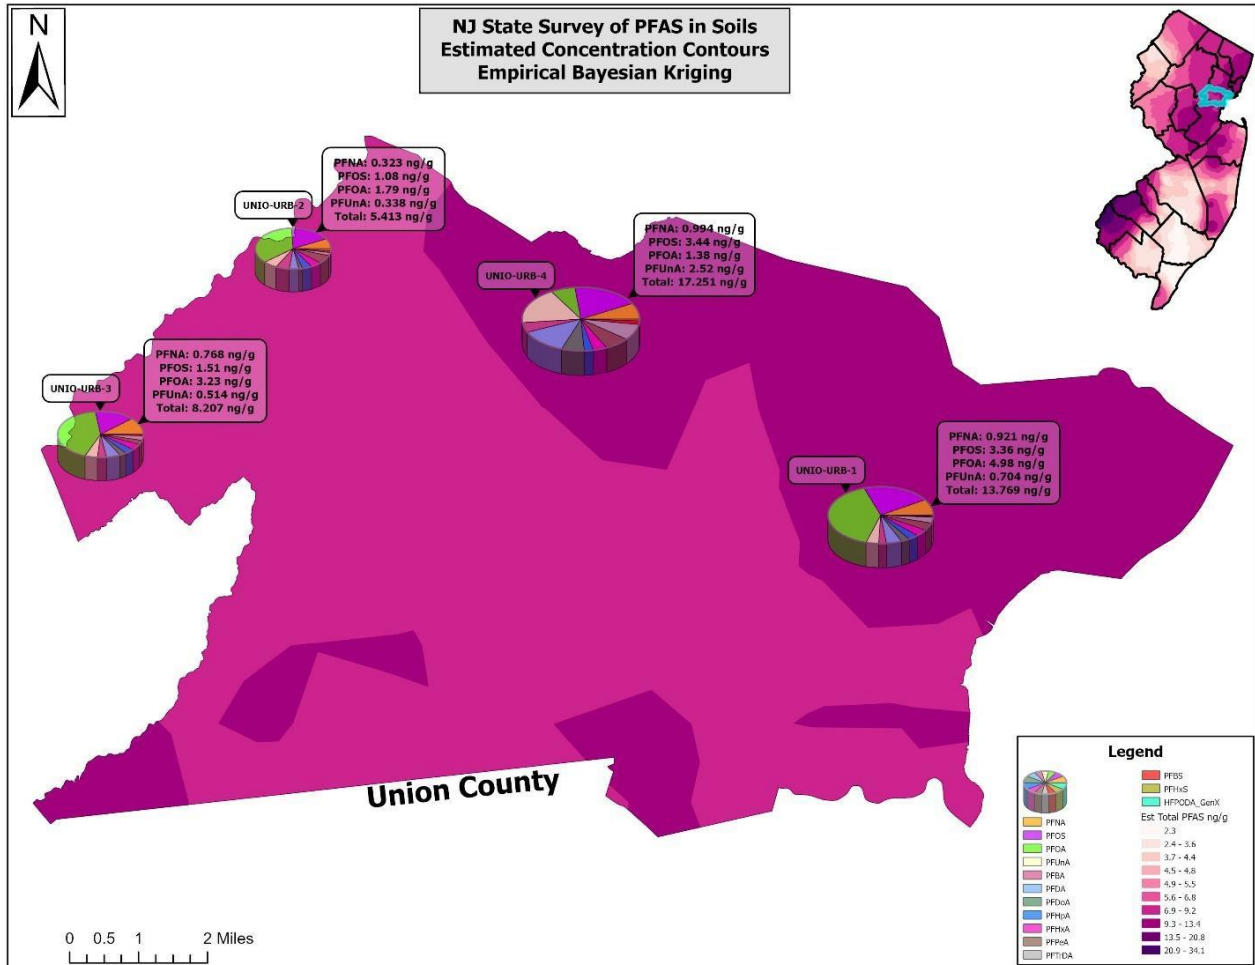 N
NJ State Survey of PFAS in Soils
Estimated Concentration Contours
Empirical Bayesian Kriging
UNIO-URB-2
PFNA: 0.323 ng/g
PFOS: 1.08 ng/g
PFOA: 1.79 ng/g
PFUnA: 0.338 ng/g
Total: 5.413 ng/g
UNIO-URB-4
PFNA: 0.994 ng/g
PFOS: 3.44 ng/g
PFOA: 1.38 ng/g
PFUnA: 2.52 ng/g
Total: 17.251 ng/g
UNIO-URB-3
PFNA: 0.768 ng/g
PFOS: 1.51 ng/g
PFOA: 3.23 ng/g
PFUnA: 0.514 ng/g
Total: 8.207 ng/g
UNIO-URB-1
PFNA: 0.921 ng/g
PFOS: 3.36 ng/g
PFOA: 4.98 ng/g
PFUnA: 0.704 ng/g
Total: 13.769 ng/g
Union County
0 0.5 1 2 Miles
Legend
PFNA
PFOS
PFOA
PFUnA
PFBA
PFDA
PFDoA
PFHpA
PFHxA
PFPeA
PFTrDA
PFBS
PFHxS
HFPODA_GenX
Est Total PFAS ng/g
2.3
2.4 - 3.6
3.7 - 4.4
4.5 - 4.8
4.9 - 5.5
5.6 - 6.8
6.9 - 9.2
9.3 - 13.4
13.5 - 20.8
20.9 - 34.1